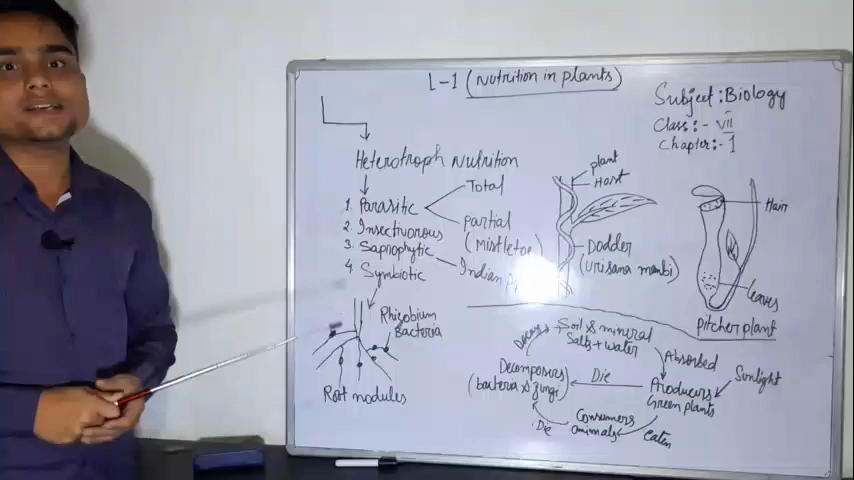 L-1 (Nutrition in plants)
Subject: Biology
Class:- vii
Chapter:- 1
Heterotroph nutrition
1. Parasitic
Total
partial
(Mistletoe)
2. Insectivorous
3. Saprophytic
Indian
4 Symbiotic
Rhizobium
Bacteria
Root nodules
plant
Host
Dodder
Hair
leaves
pitcher plant
Soil & mineral
Salts + water
Absorbed
Sunlight
Producers
Green plants
Eaten
Consumers
animals
Die
Die
Decomposers
(bacteria & fungi)